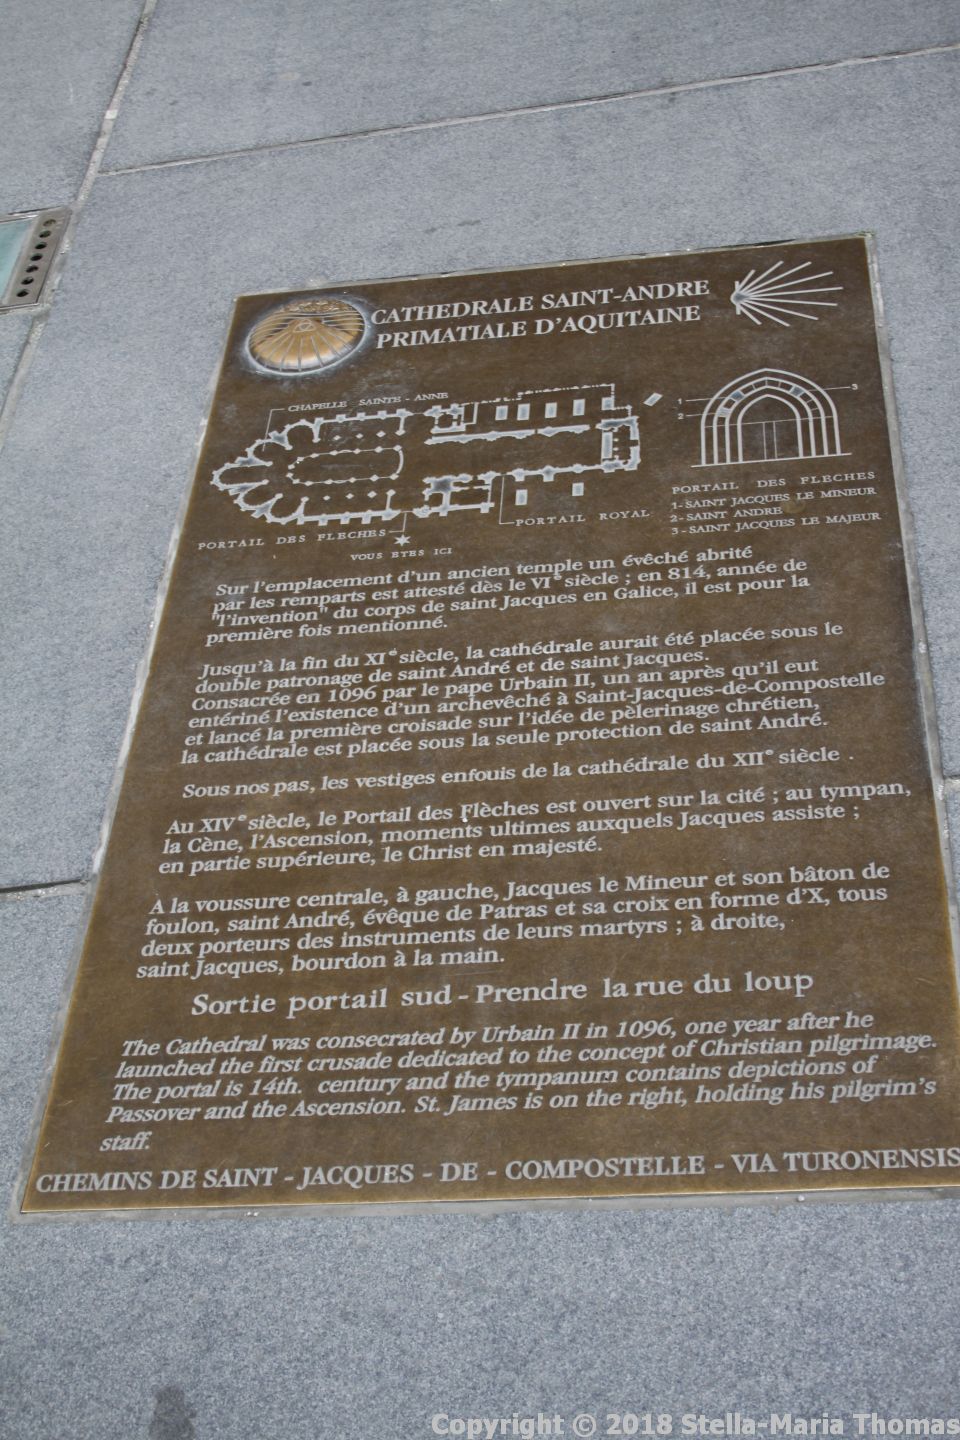 CATHEDRALE SAINT-ANDRE
PRIMATIALE D'AQUITAINE
CHAPELLE SAINTE - ANNE
1
2
3
PORTAIL DES FLECHES
1- SAINT JACQUES LE MINEUR
2- SAINT ANDRE
3 - SAINT JACQUES LE MAJEUR
PORTAIL ROYAL
PORTAIL DES FLECHES
VOUS ETES ICI
Sur l'emplacement d'un ancien temple un évêché abrité
par les remparts est attesté dès le VIe siècle ; en 814, année de
"l'invention" du corps de saint Jacques en Galice, il est pour la
première fois mentionné.
Jusqu'à la fin du XIe siècle, la cathédrale aurait été placée sous le
double patronage de saint André et de saint Jacques.
Consacrée en 1096 par le pape Urbain II, un an après qu'il eut
entériné l'existence d'un archevêché à Saint-Jacques-de-Compostelle
et lancé la première croisade sur l'idée de pèlerinage chrétien,
la cathédrale est placée sous la seule protection de saint André.
Sous nos pas, les vestiges enfouis de la cathédrale du XIIe siècle .
Au XIVe siècle, le Portail des Flèches est ouvert sur la cité ; au tympan,
la Cène, l'Ascension, moments ultimes auxquels Jacques assiste ;
en partie supérieure, le Christ en majesté.
A la voussure centrale, à gauche, Jacques le Mineur et son bâton de
foulon, saint André, évêque de Patras et sa croix en forme d'X, tous
deux porteurs des instruments de leurs martyrs ; à droite,
saint Jacques, bourdon à la main.
Sortie portail sud - Prendre la rue du loup
The Cathedral was consecrated by Urbain II in 1096, one year after he
launched the first crusade dedicated to the concept of Christian pilgrimage.
The portal is 14th. century and the tympanum contains depictions of
Passover and the Ascension. St. James is on the right, holding his pilgrim's
staff.
CHEMINS DE SAINT - JACQUES - DE - COMPOSTELLE - VIA TURONENSIS
Copyright © 2018 Stella-Maria Thomas